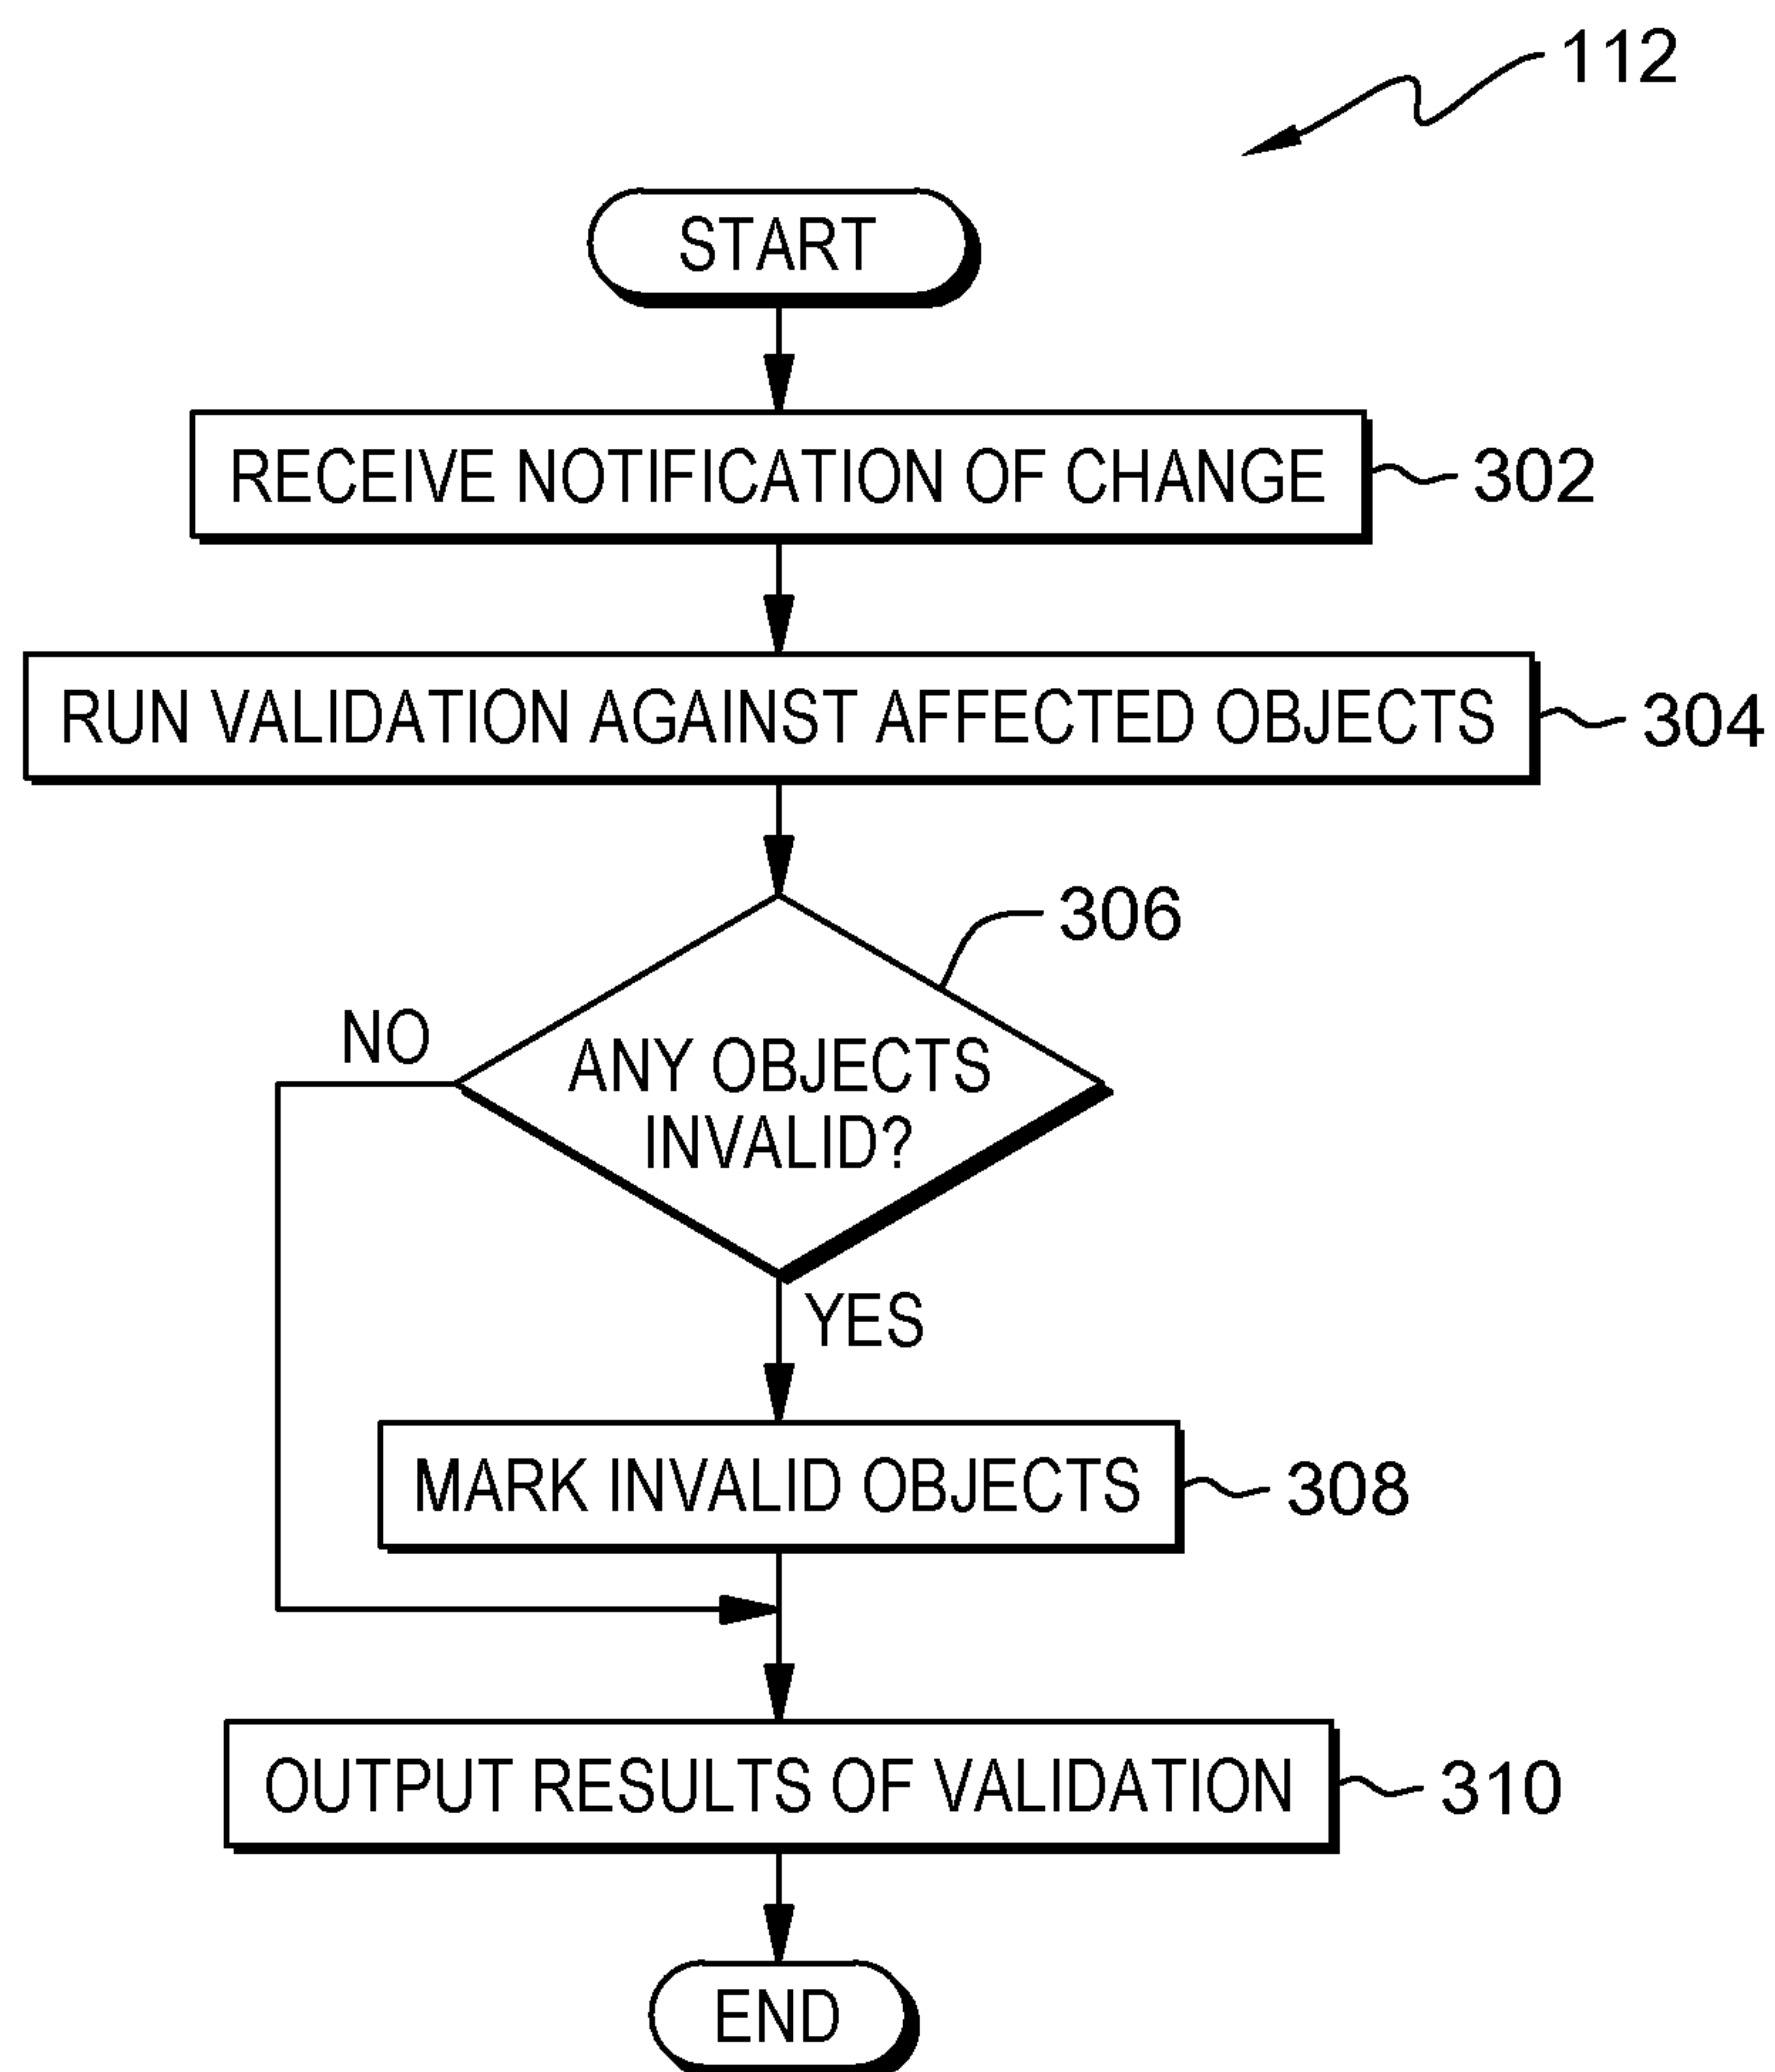 112
START
RECEIVE NOTIFICATION OF CHANGE
302
RUN VALIDATION AGAINST AFFECTED OBJECTS
304
306
NO
ANY OBJECTS
INVALID?
YES
MARK INVALID OBJECTS
308
OUTPUT RESULTS OF VALIDATION
310
END